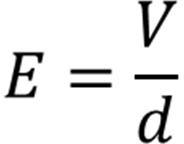 E = V/d